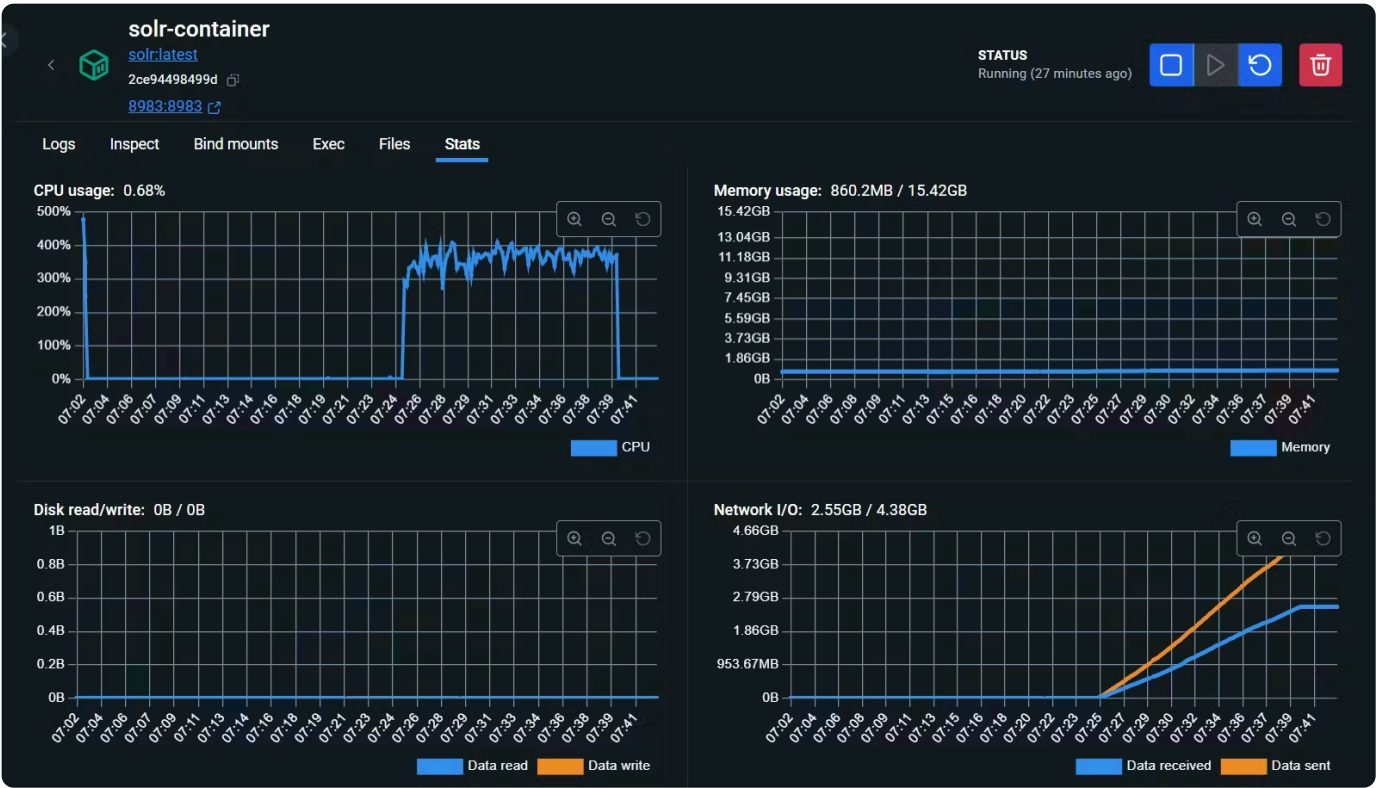 solr-container
solr:latest
2ce94498499d
8983:8983
STATUS
Running (27 minutes ago)
Logs Inspect Bind mounts Exec Files Stats
CPU usage: 0.68%
500%
400%
300%
200%
100%
0%
07:02 07:04 07:06 07:07 07:09 07:11 07:13 07:14 07:16 07:18 07:19 07:21 07:23 07:24 07:26 07:28 07:29 07:31 07:33 07:34 07:36 07:38 07:39 07:41
CPU
Memory usage: 860.2MB / 15.42GB
15.42GB
13.04GB
11.18GB
9.31GB
7.45GB
5.59GB
3.73GB
1.86GB
0B
07:02 07:04 07:06 07:08 07:09 07:11 07:13 07:15 07:16 07:18 07:20 07:22 07:23 07:25 07:27 07:29 07:30 07:32 07:34 07:36 07:37 07:39 07:41
Memory
Disk read/write: 0B / 0B
1B
0.8B
0.6B
0.4B
0.2B
0B
07:02 07:04 07:06 07:07 07:09 07:11 07:13 07:14 07:16 07:18 07:19 07:21 07:23 07:24 07:26 07:28 07:29 07:31 07:33 07:34 07:36 07:38 07:39 07:41
Data read Data write
Network I/O: 2.55GB / 4.38GB
4.66GB
3.73GB
2.79GB
1.86GB
953.67MB
0B
07:02 07:04 07:06 07:08 07:09 07:11 07:13 07:15 07:16 07:18 07:20 07:22 07:23 07:25 07:27 07:29 07:30 07:32 07:34 07:36 07:37 07:39 07:41
Data received Data sent